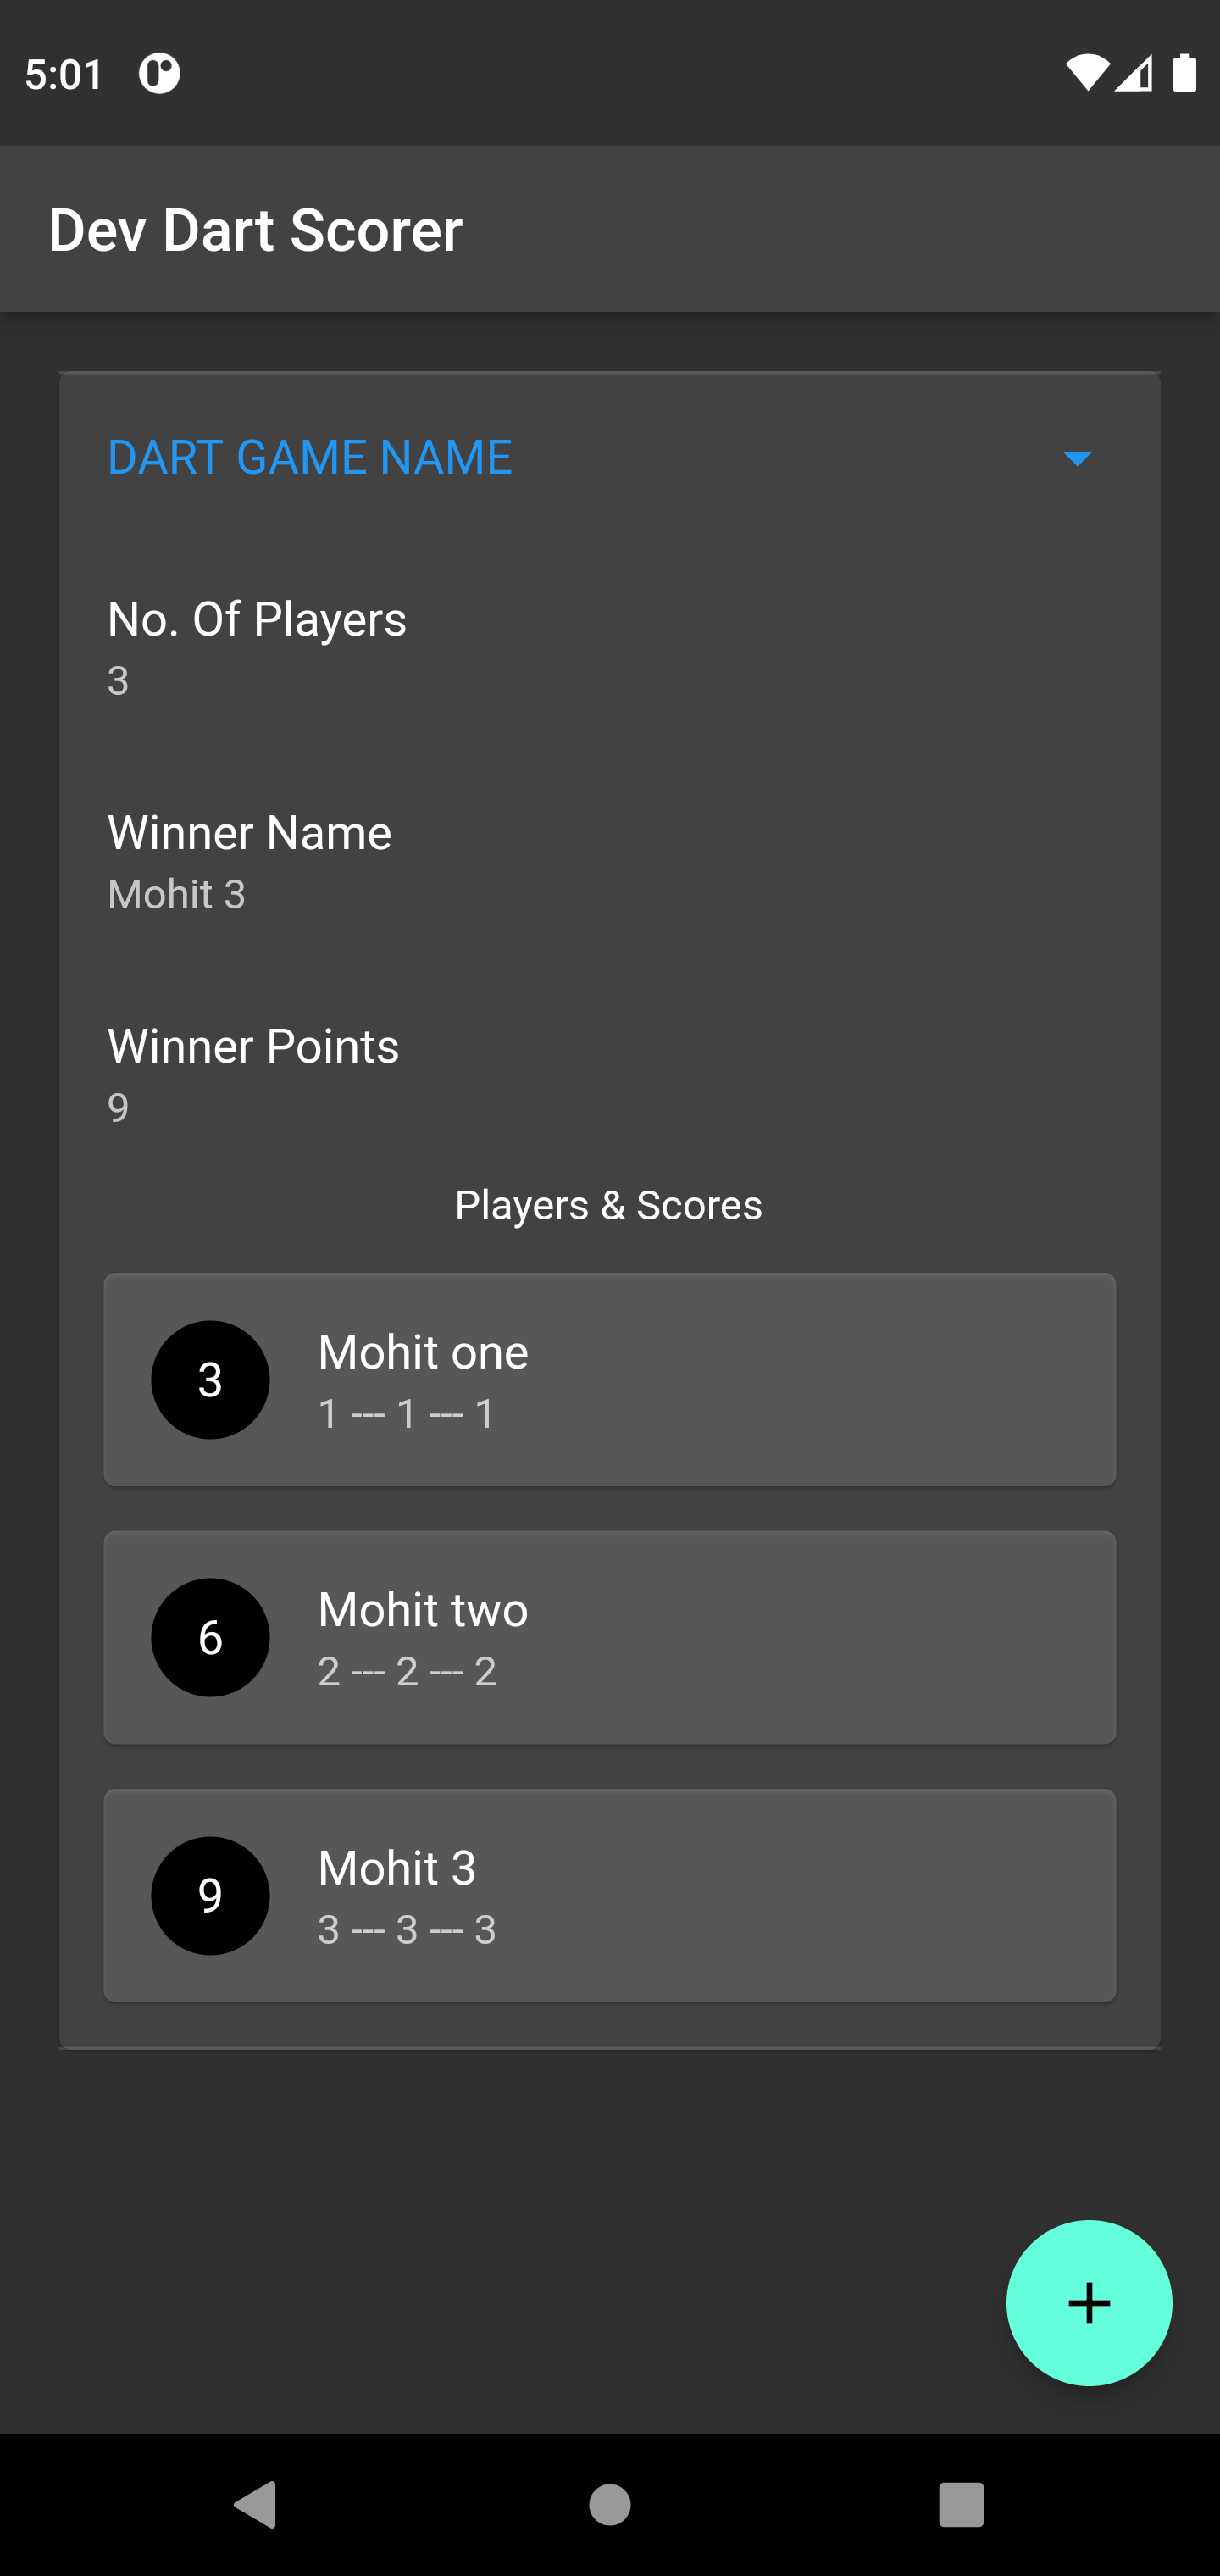 5:01
Dev Dart Scorer
DART GAME NAME
No. Of Players
3
Winner Name
Mohit 3
Winner Points
9
Players & Scores
3
Mohit one
1 --- 1 --- 1
6
Mohit two
2 --- 2 --- 2
9
Mohit 3
3 --- 3 --- 3
+